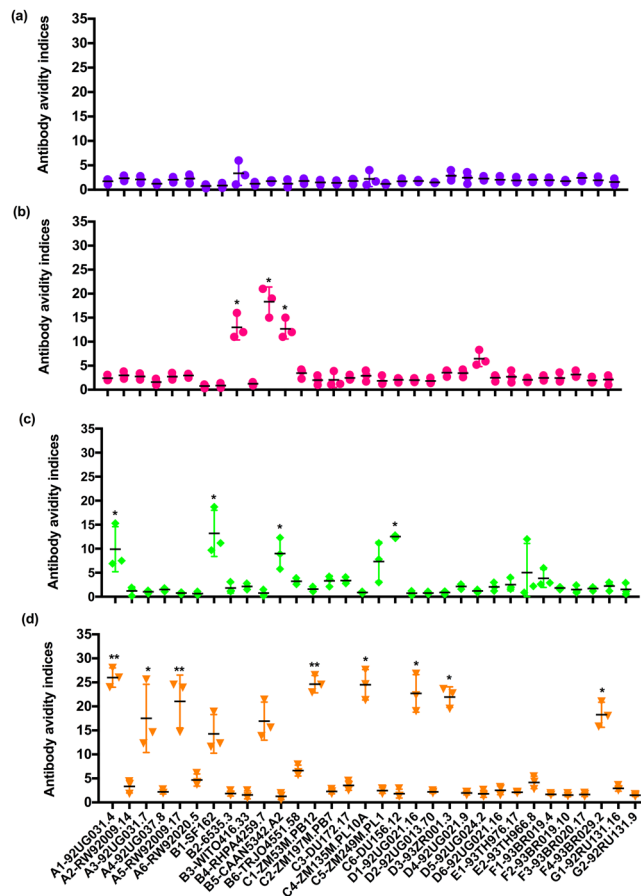 (a)
Antibody avidity indices
35
30
25
20
15
10
5
0
(b)
Antibody avidity indices
35
30
25
20
15
10
5
0
* * *
(c)
Antibody avidity indices
35
30
25
20
15
10
5
0
* * * *
(d)
Antibody avidity indices
35
30
25
20
15
10
5
0
** * ** ** * * * *
A1-92UG031.4
A2-RW92009-14
A3-92UG031.7
A4-92UG037.8
A5-RW92009.17
A6-RW92020.5
B1-SF162
B2-6535.3
B3-WITO416.33
B4-RHPA4259.7
B5-CAAN5342.A2
B6-TRJO4551.58
C1-ZM53M.PB12
C2-ZM197M.PB7
C3-DU172.17
C4-ZM135M.PL10A
C5-ZM249M.PL1
C6-DU156.12
D1-92UG021.16
D2-92UG013.70
D3-93ZR001.3
D4-92UG021.9
D5-92UG024.2
D6-92UG21.16
E1-93TH976.17
E2-93TH966.8
F1-93BR019.4
F2-93BR019.10
F3-93BR020.17
F4-93BR029.2
G1-92RU131.16
G2-92RU131.9